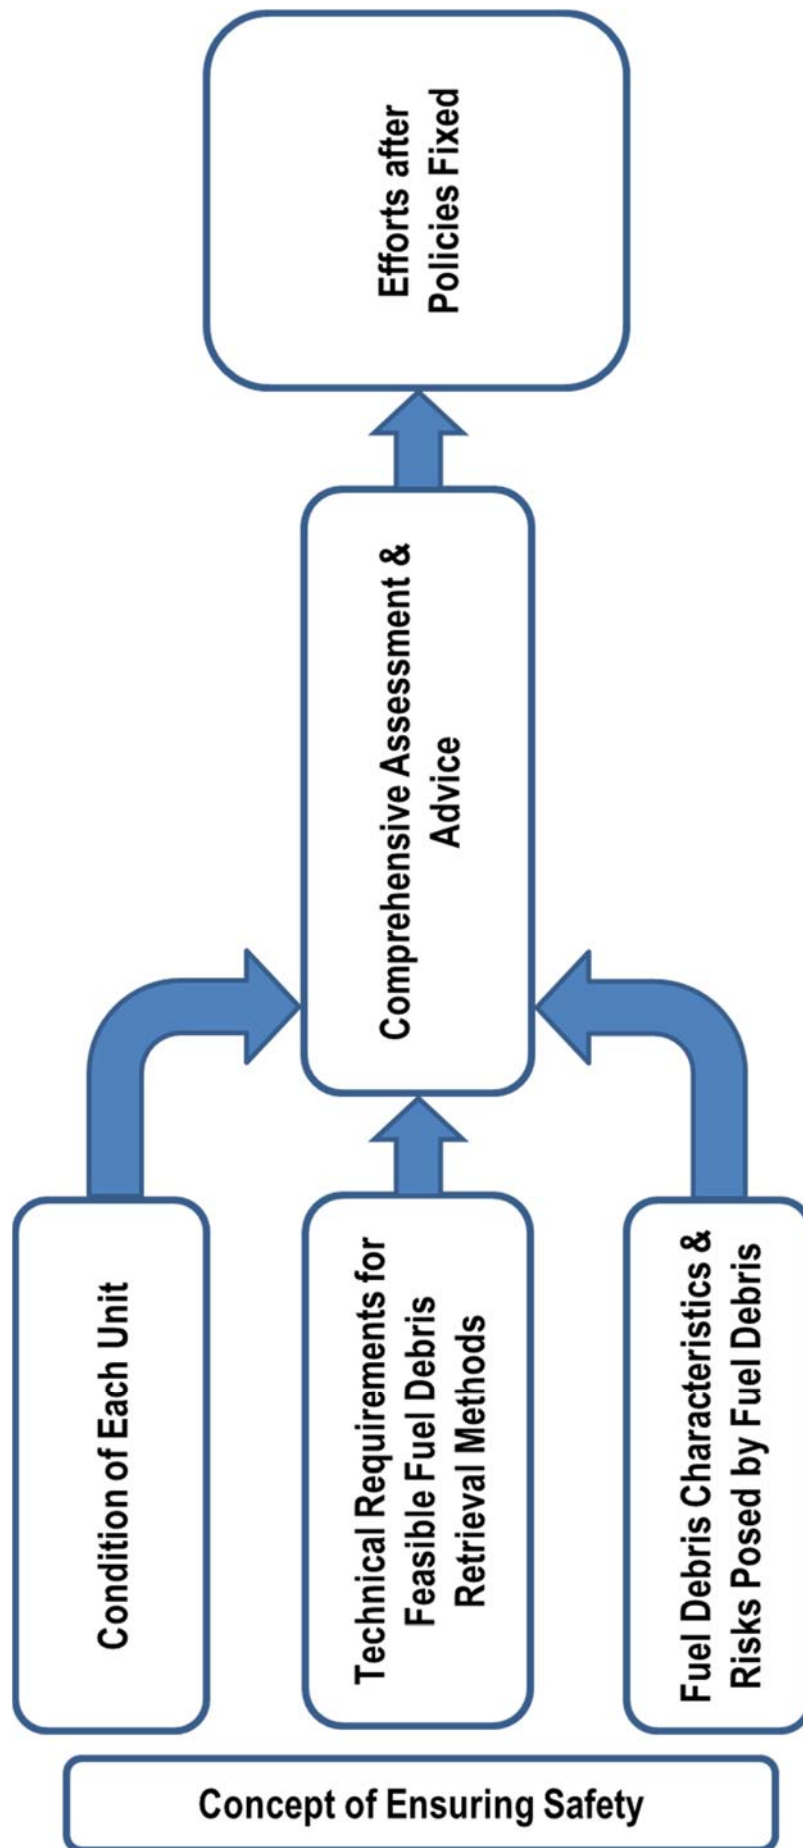 Concept of Ensuring Safety
Condition of Each Unit
Technical Requirements for
Feasible Fuel Debris
Retrieval Methods
Fuel Debris Characteristics &
Risks Posed by Fuel Debris
Comprehensive Assessment &
Advice
Efforts after
Policies Fixed